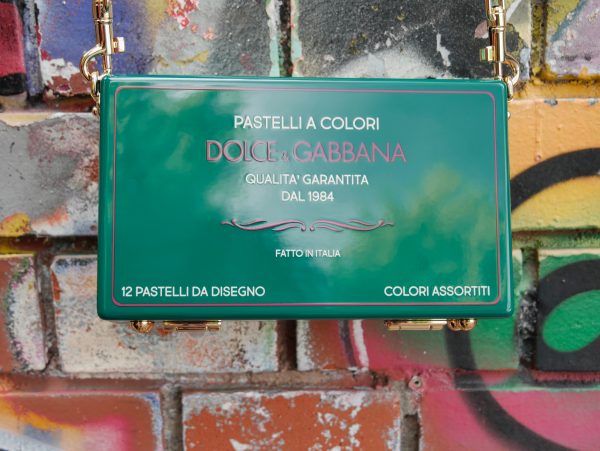 PASTELLI A COLORI
DOLCE & GABBANA
QUALITA' GARANTITA
DAL 1984
FATTO IN ITALIA
12 PASTELLI DA DISEGNO
COLORI ASSORTITI